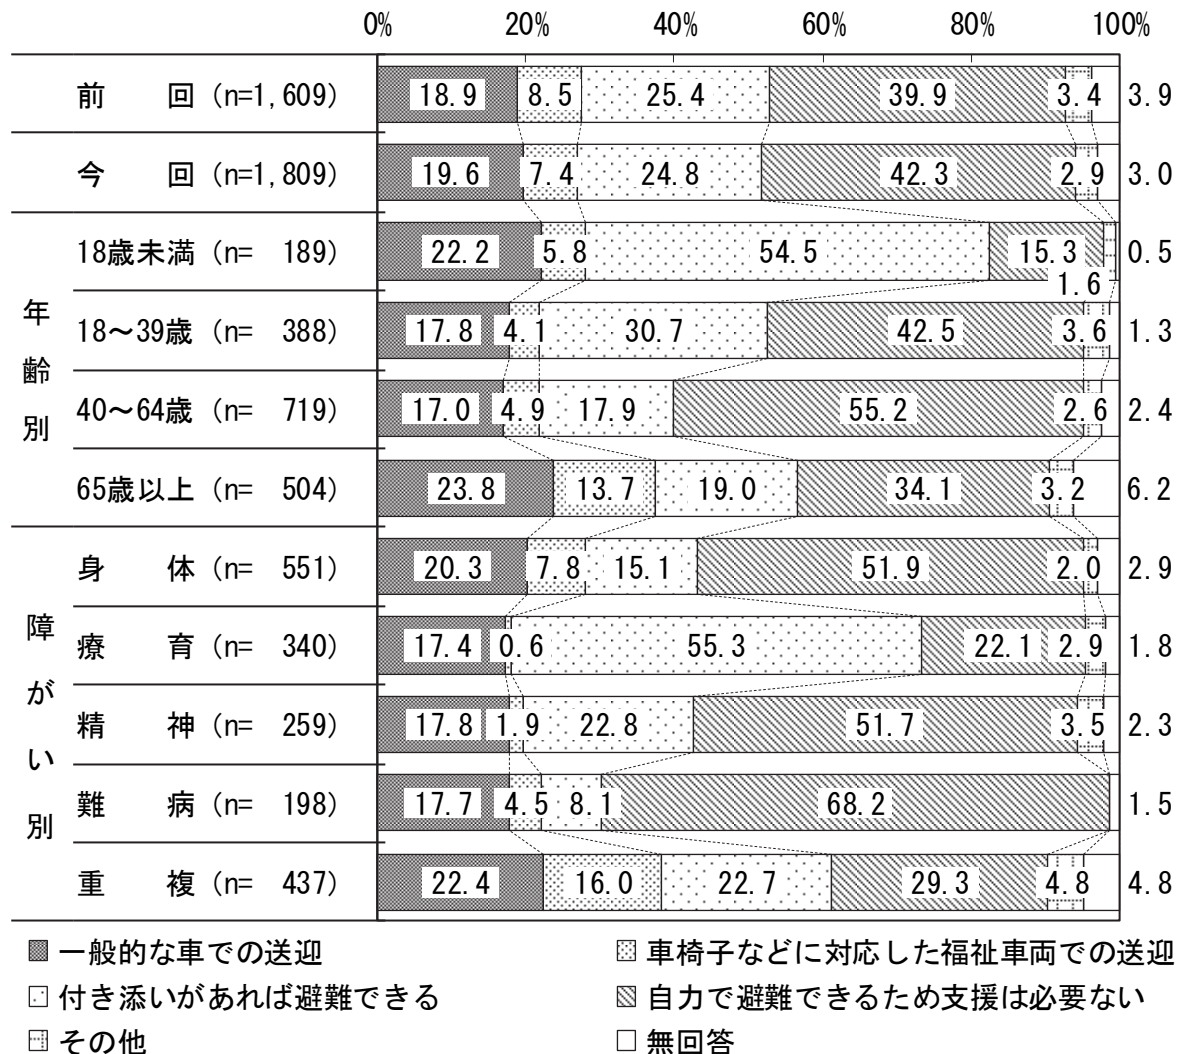 0% 20% 40% 60% 80% 100%
前 回 (n=1,609) 18.9 8.5 25.4 39.9 3.4 3.9
今 回 (n=1,809) 19.6 7.4 24.8 42.3 2.9 3.0
年齢別
18歳未満 (n= 189) 22.2 5.8 54.5 15.3 1.6 0.5
18～39歳 (n= 388) 17.8 4.1 30.7 42.5 3.6 1.3
40～64歳 (n= 719) 17.0 4.9 17.9 55.2 2.6 2.4
65歳以上 (n= 504) 23.8 13.7 19.0 34.1 3.2 6.2
障がい別
身 体 (n= 551) 20.3 7.8 15.1 51.9 2.0 2.9
療 育 (n= 340) 17.4 0.6 55.3 22.1 2.9 1.8
精 神 (n= 259) 17.8 1.9 22.8 51.7 3.5 2.3
難 病 (n= 198) 17.7 4.5 8.1 68.2 1.5
重 複 (n= 437) 22.4 16.0 22.7 29.3 4.8 4.8
一般的な車での送迎 車椅子などに対応した福祉車両での送迎
付き添いがあれば避難できる 自力で避難できるため支援は必要ない
その他 無回答